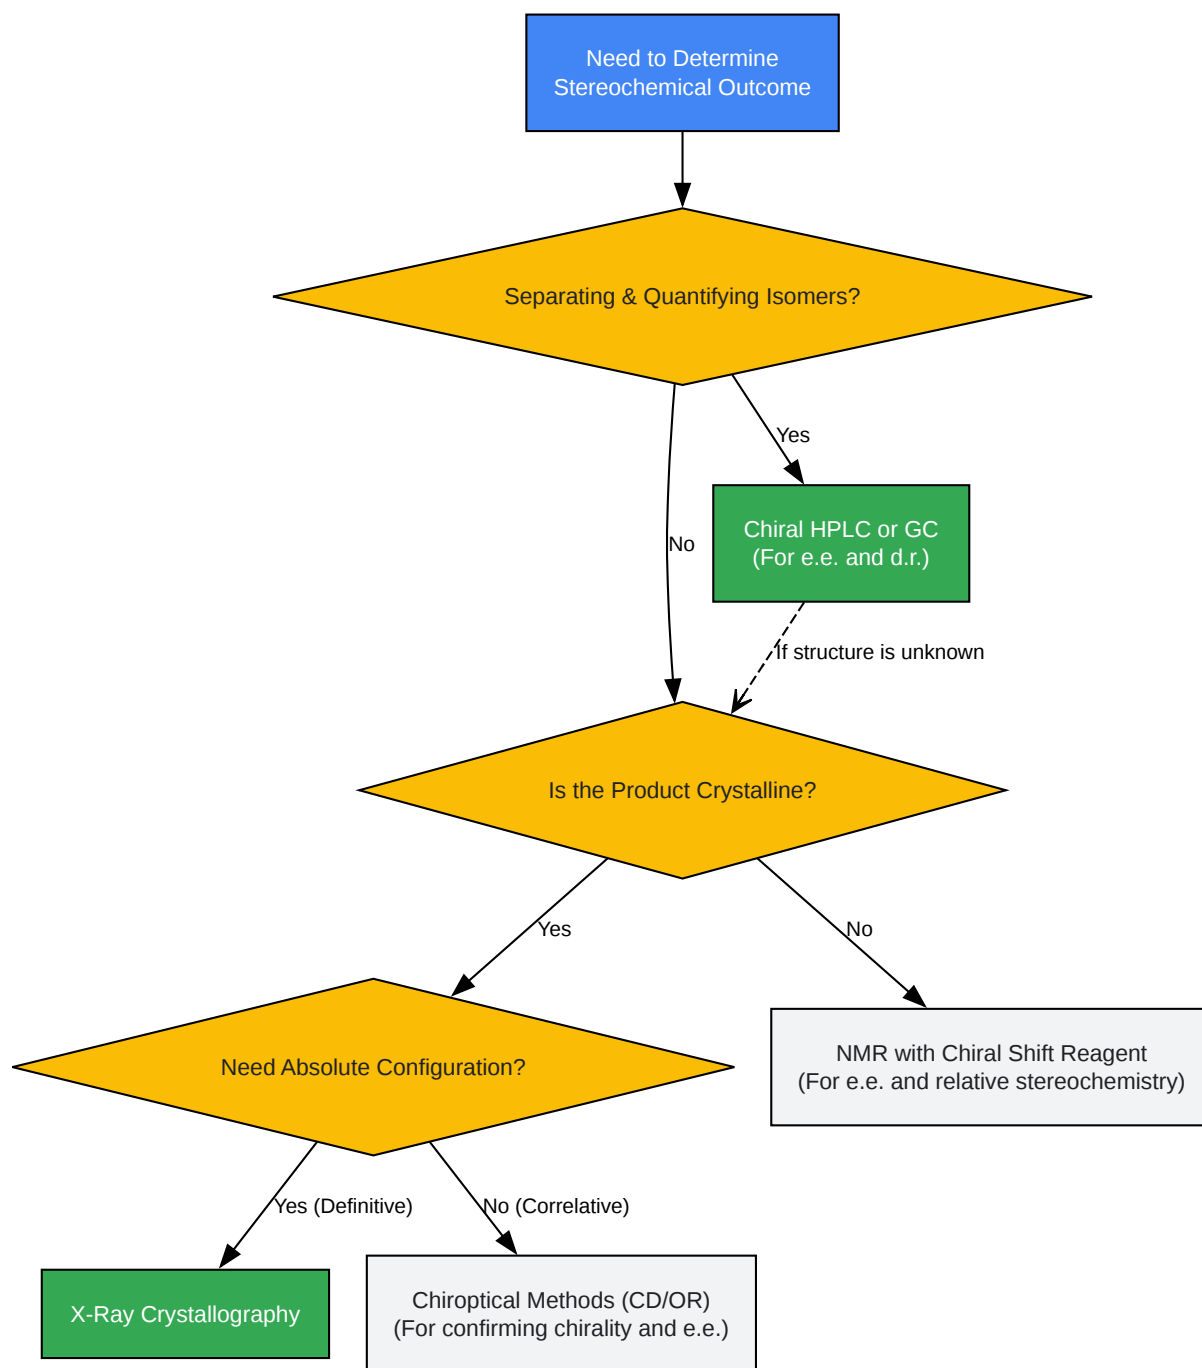 Need to Determine
Stereochemical Outcome
Separating & Quantifying Isomers?
Yes
Chiral HPLC or GC
(For e.e. and d.r.)
No
If structure is unknown
Is the Product Crystalline?
Yes
No
Need Absolute Configuration?
NMR with Chiral Shift Reagent
(For e.e. and relative stereochemistry)
Yes (Definitive)
No (Correlative)
X-Ray Crystallography
Chiroptical Methods (CD/OR)
(For confirming chirality and e.e.)